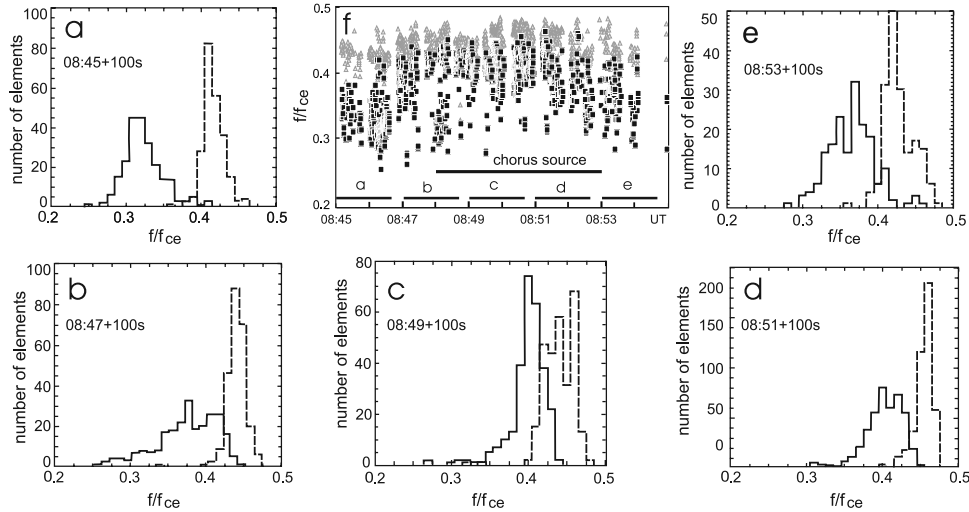 a
08:45+100s
number of elements
100
80
60
40
20
0
0.2
0.3
0.4
0.5
f/fce
f
f/fce
0.5
0.4
0.3
0.2
chorus source
a
b
c
d
e
08:45
08:47
08:49
08:51
08:53
UT
e
08:53+100s
number of elements
50
40
30
20
10
0
0.2
0.3
0.4
0.5
f/fce
b
08:47+100s
number of elements
100
80
60
40
20
0
0.2
0.3
0.4
0.5
f/fce
c
08:49+100s
number of elements
80
60
40
20
0
0.2
0.3
0.4
0.5
f/fce
d
08:51+100s
number of elements
200
150
100
50
0
0.2
0.3
0.4
0.5
f/fce